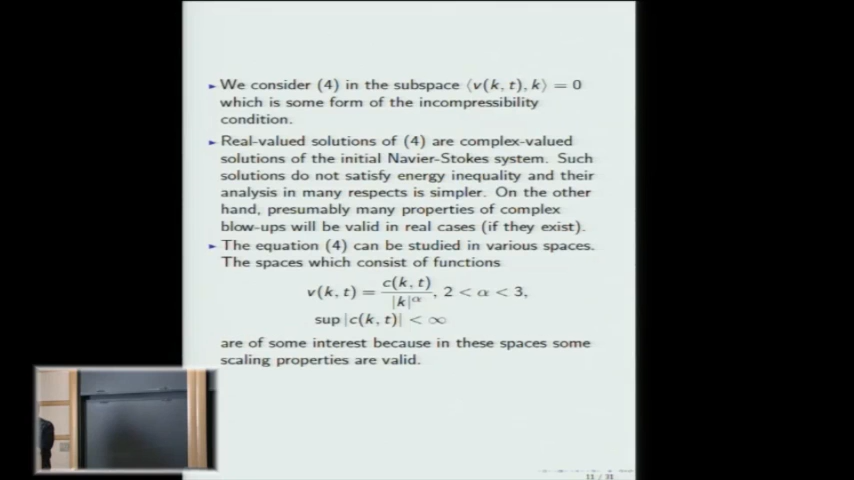 ► We consider (4) in the subspace ⟨v(k, t), k⟩ = 0
which is some form of the incompressibility
condition.
► Real-valued solutions of (4) are complex-valued
solutions of the initial Navier-Stokes system. Such
solutions do not satisfy energy inequality and their
analysis in many respects is simpler. On the other
hand, presumably many properties of complex
blow-ups will be valid in real cases (if they exist).
► The equation (4) can be studied in various spaces.
The spaces which consist of functions
v(k, t) = c(k, t) / |k|^α, 2 < α < 3,
sup |c(k, t)| < ∞
are of some interest because in these spaces some
scaling properties are valid.
11 / 31